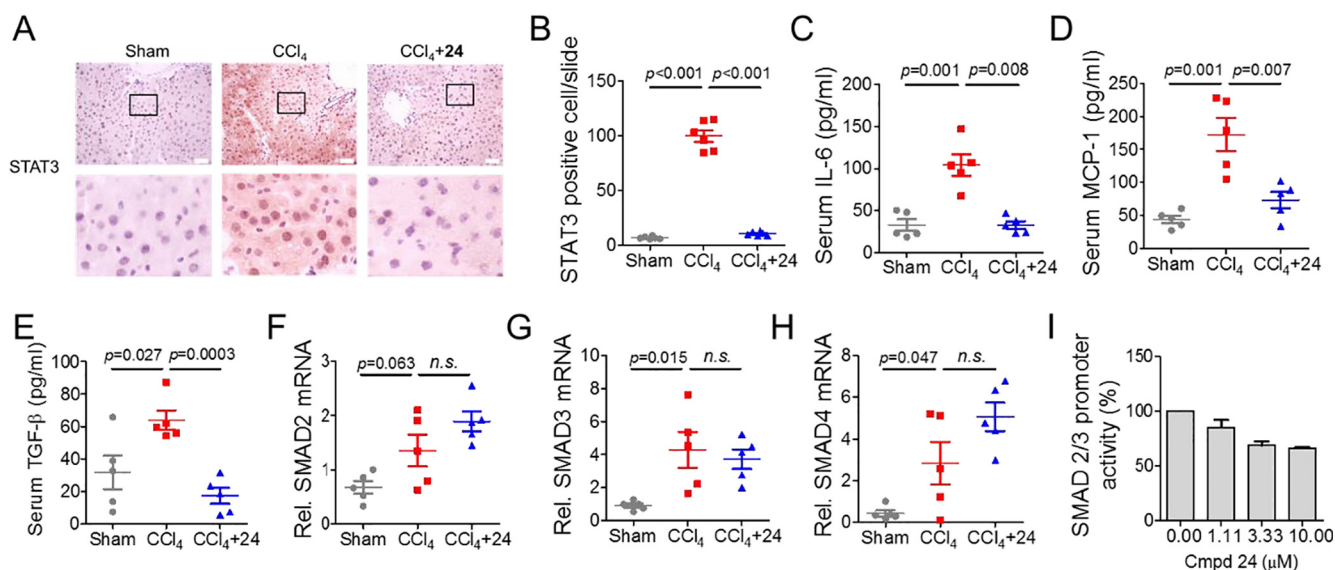 A
Sham
CCl₄
CCl₄+24
STAT3
B
STAT3 positive cell/slide
p<0.001
p<0.001
150
100
50
0
Sham
CCl₄
CCl₄+24
C
Serum IL-6 (pg/ml)
p=0.001
p=0.008
200
150
100
50
0
Sham
CCl₄
CCl₄+24
D
Serum MCP-1 (pg/ml)
p=0.001
p=0.007
250
200
150
100
50
0
Sham
CCl₄
CCl₄+24
E
Serum TGF-β (pg/ml)
p=0.027
p=0.0003
100
80
60
40
20
0
Sham
CCl₄
CCl₄+24
F
Rel. SMAD2 mRNA
p=0.063
n.s.
3
2
1
0
Sham
CCl₄
CCl₄+24
G
Rel. SMAD3 mRNA
p=0.015
n.s.
10
8
6
4
2
0
Sham
CCl₄
CCl₄+24
H
Rel. SMAD4 mRNA
p=0.047
n.s.
8
6
4
2
0
Sham
CCl₄
CCl₄+24
I
SMAD 2/3 promoter
activity (%)
150
100
50
0
0.00
1.11
3.33
10.00
Cmpd 24 (μM)